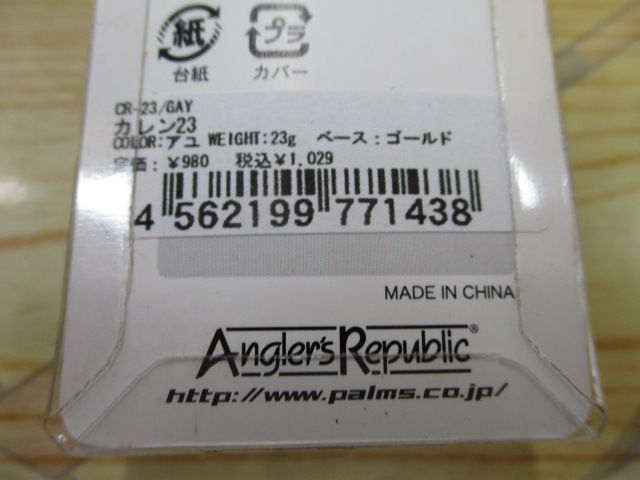 紙 プラ
台紙 カバー
CR-23/GAY
カレン23
COLOR:アユ WEIGHT:23g ベース:ゴールド
定価:¥980 税込¥1,029
4 562199 771438
MADE IN CHINA
Angler's Republic®
http://www.palms.co.jp/